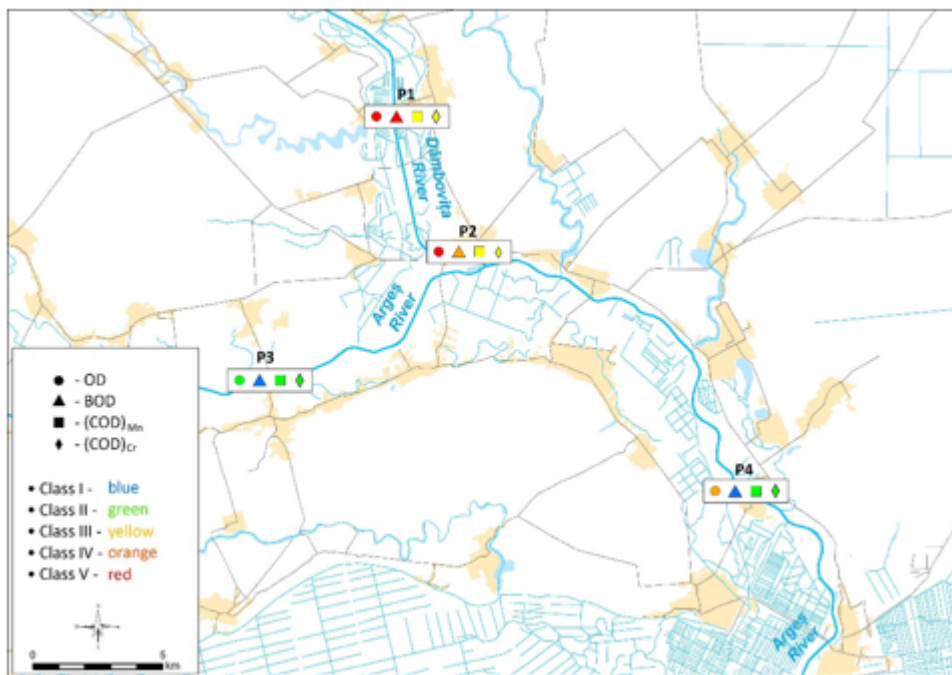 P1
Dâmbovița
River
P2
Argeș
River
P3
● - OD
▲ - BOD
■ - (COD)Mn
♦ - (COD)Cr
• Class I - blue
• Class II - green
• Class III - yellow
• Class IV - orange
• Class V - red
0 5
km
P4
Argeș
River